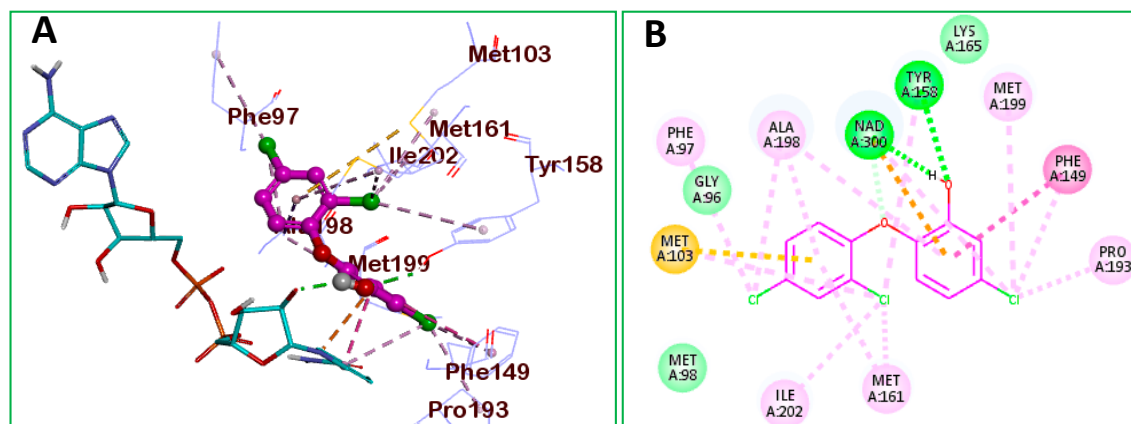 A
Met103
Phe97
Met161
Ile202
Tyr158
198
Met199
Phe149
Pro193
B
LYS
A:165
TYR
A:158
MET
A:199
NAD
A:300
ALA
A:198
PHE
A:97
H
PHE
A:149
GLY
A:96
O
O
MET
A:103
PRO
A:193
Cl
Cl
Cl
MET
A:98
MET
A:161
ILE
A:202